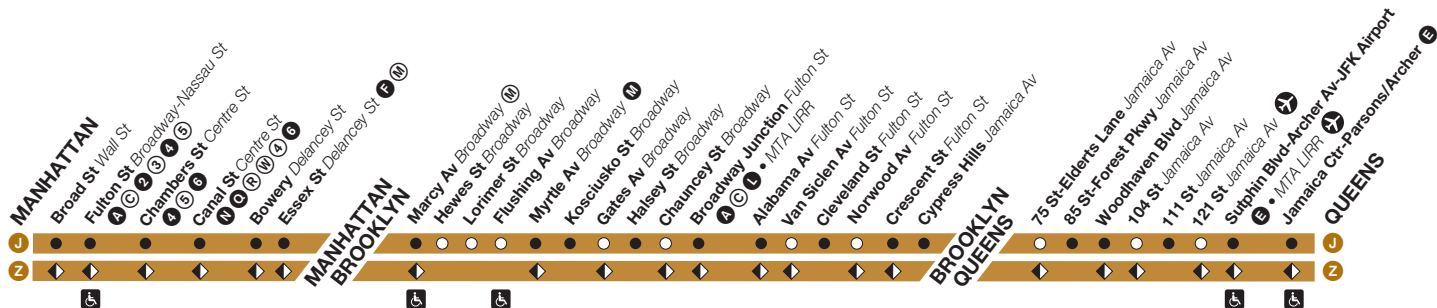 MANHATTAN
Broad St Wall St
Fulton St Broadway-Nassau St
A C 2 3 4 5
Chambers St Centre St
4 5 6
Canal St Centre St
N Q R W 4 6
Bowery Delancey St
Essex St Delancey St F M
MANHATTAN
BROOKLYN
Marcy Av Broadway M
Hewes St Broadway
Lorimer St Broadway
Flushing Av Broadway
Myrtle Av Broadway M
Kosciusko St Broadway
Gates Av Broadway
Halsey St Broadway
Chauncey St Broadway
Broadway Junction Fulton St
A C L • MTA LIRR
Alabama Av Fulton St
Van Siclen Av Fulton St
Cleveland St Fulton St
Norwood Av Fulton St
Crescent St Fulton St
Cypress Hills Jamaica Av
BROOKLYN
QUEENS
75 St-Elderts Lane Jamaica Av
85 St-Forest Pkwy Jamaica Av
Woodhaven Blvd Jamaica Av
104 St Jamaica Av
111 St Jamaica Av
121 St Jamaica Av
Sutphin Blvd-Archer Av-JFK Airport
E • MTA LIRR
Jamaica Ctr-Parsons/Archer E
QUEENS
J J
Z Z